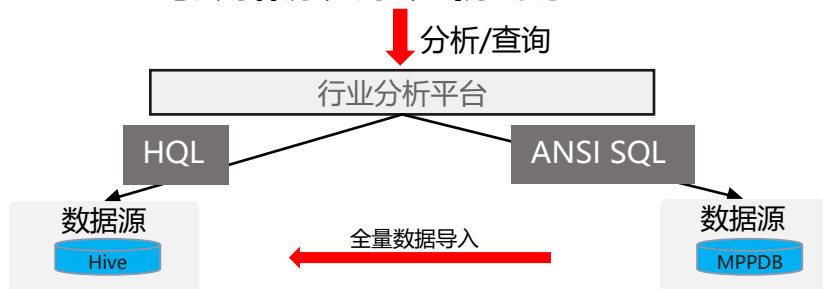 分析/查询
行业分析平台
HQL
ANSI SQL
数据源
Hive
全量数据导入
数据源
MPPDB